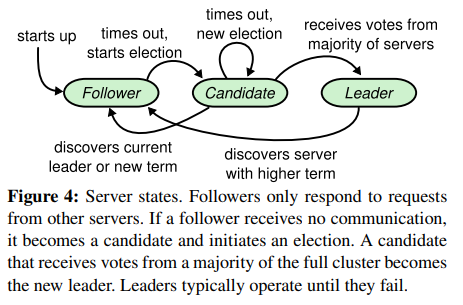 starts up
times out,
starts election
times out,
new election
receives votes from
majority of servers
Follower
Candidate
Leader
discovers current
leader or new term
discovers server
with higher term
Figure 4: Server states. Followers only respond to requests
from other servers. If a follower receives no communication,
it becomes a candidate and initiates an election. A candidate
that receives votes from a majority of the full cluster becomes
the new leader. Leaders typically operate until they fail.